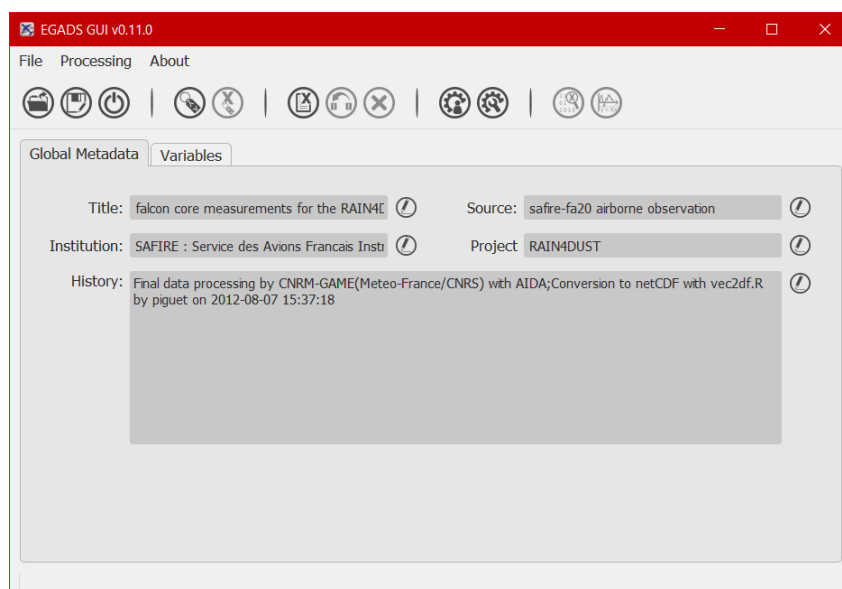 EGADS GUI v0.11.0
File Processing About
Global Metadata Variables
Title: falcon core measurements for the RAIN4D Source: safire-fa20 airborne observation
Institution: SAFIRE : Service des Avions Francais Inst Project RAIN4DUST
History: Final data processing by CNRM-GAME(Meteo-France/CNRS) with AIDA;Conversion to netCDF with vec2df.R
by piguet on 2012-08-07 15:37:18